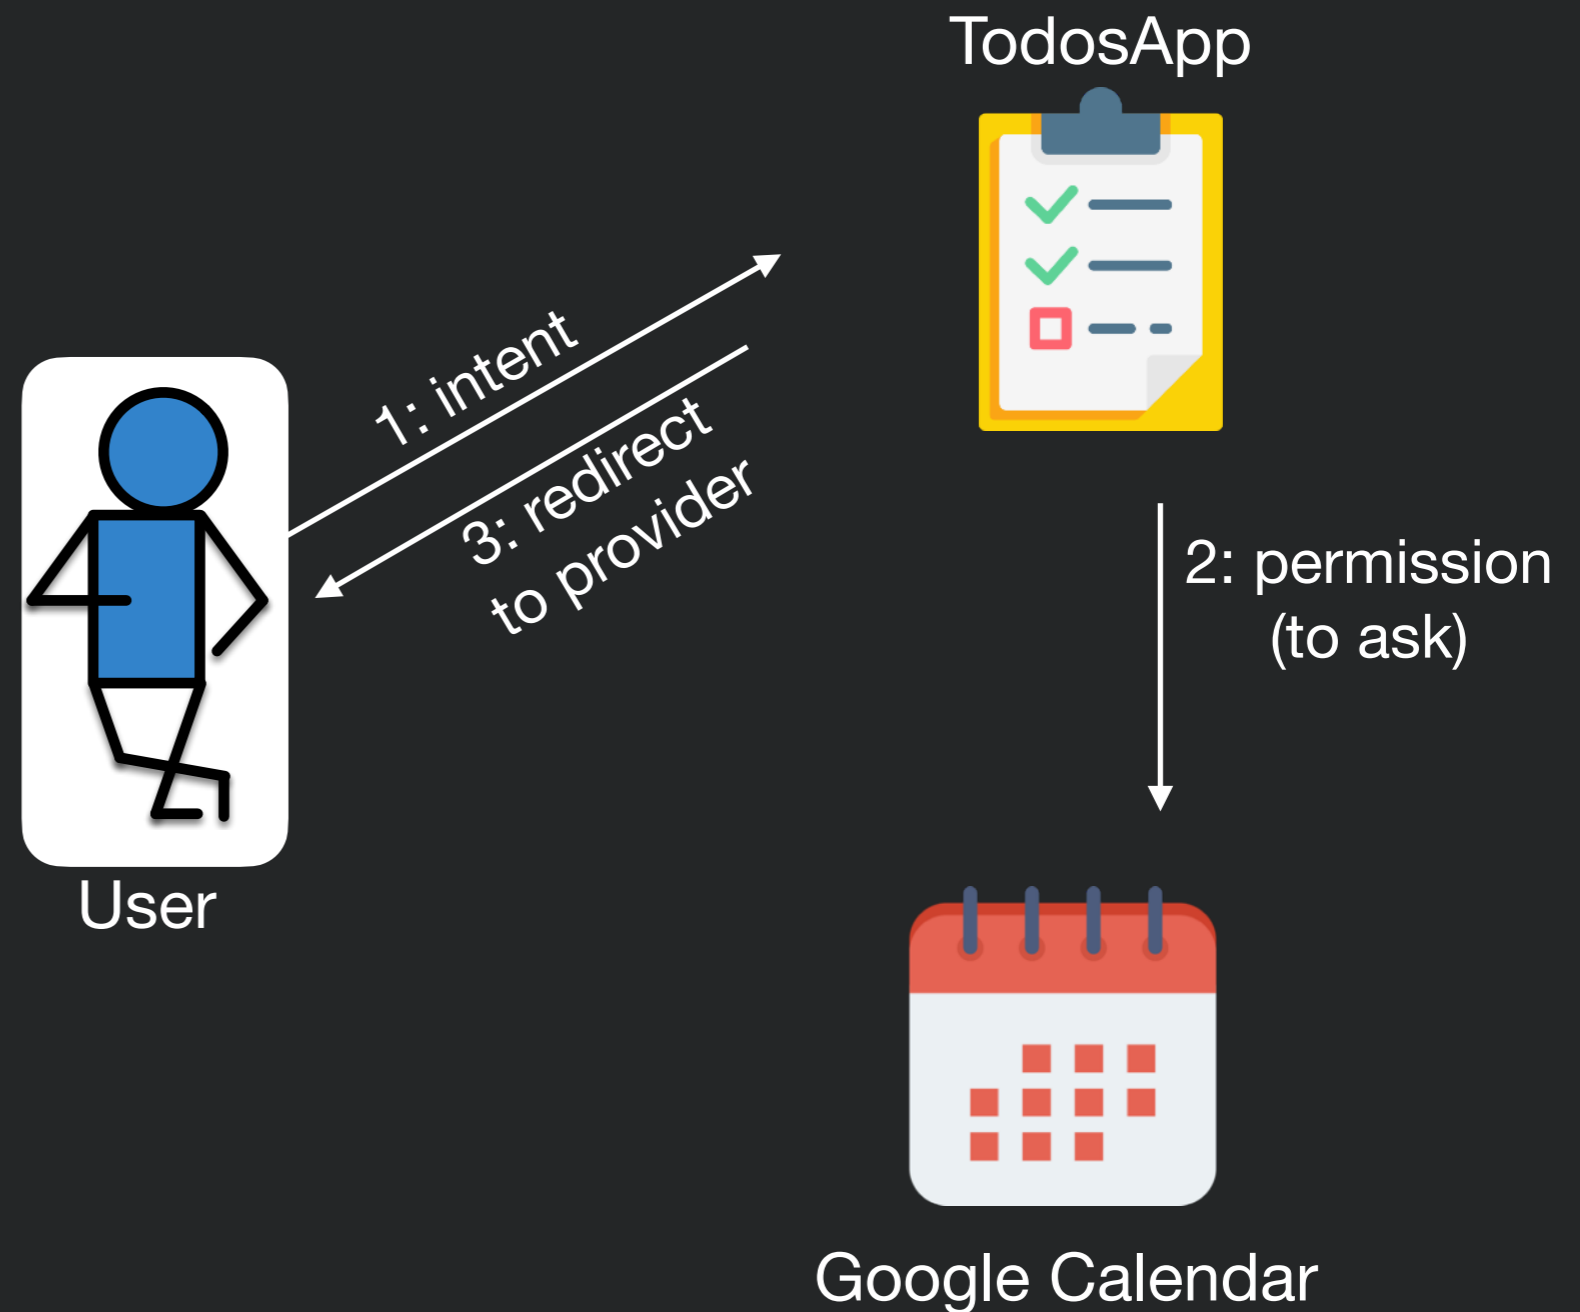 TodosApp
1: intent
3: redirect
to provider
2: permission
(to ask)
User
Google Calendar